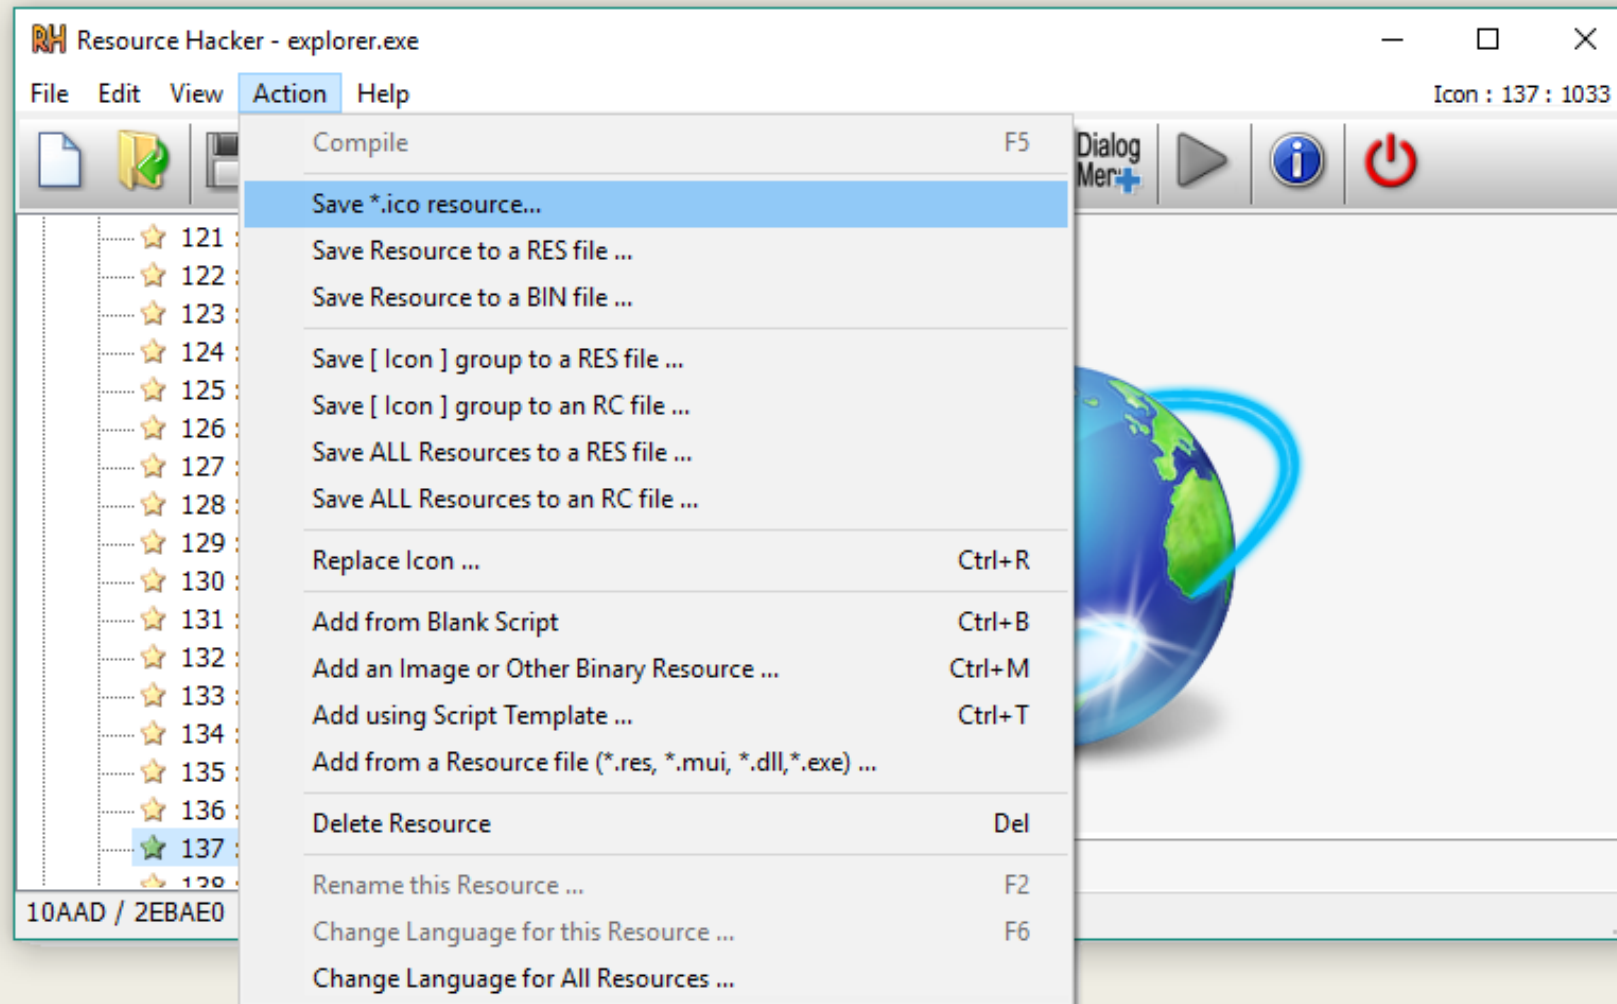 RH Resource Hacker - explorer.exe
File Edit View Action Help Icon : 137 : 1033
Compile F5
Dialog
Menu
Save *.ico resource...
Save Resource to a RES file ...
Save Resource to a BIN file ...
Save [ Icon ] group to a RES file ...
Save [ Icon ] group to an RC file ...
Save ALL Resources to a RES file ...
Save ALL Resources to an RC file ...
Replace Icon ... Ctrl+R
Add from Blank Script Ctrl+B
Add an Image or Other Binary Resource ... Ctrl+M
Add using Script Template ... Ctrl+T
Add from a Resource file (*.res, *.mui, *.dll,*.exe) ...
Delete Resource Del
Rename this Resource ... F2
Change Language for this Resource ... F6
Change Language for All Resources ...
121 :
122 :
123 :
124 :
125 :
126 :
127 :
128 :
129 :
130 :
131 :
132 :
133 :
134 :
135 :
136 :
137 :
138 :
10AAD / 2EBAE0